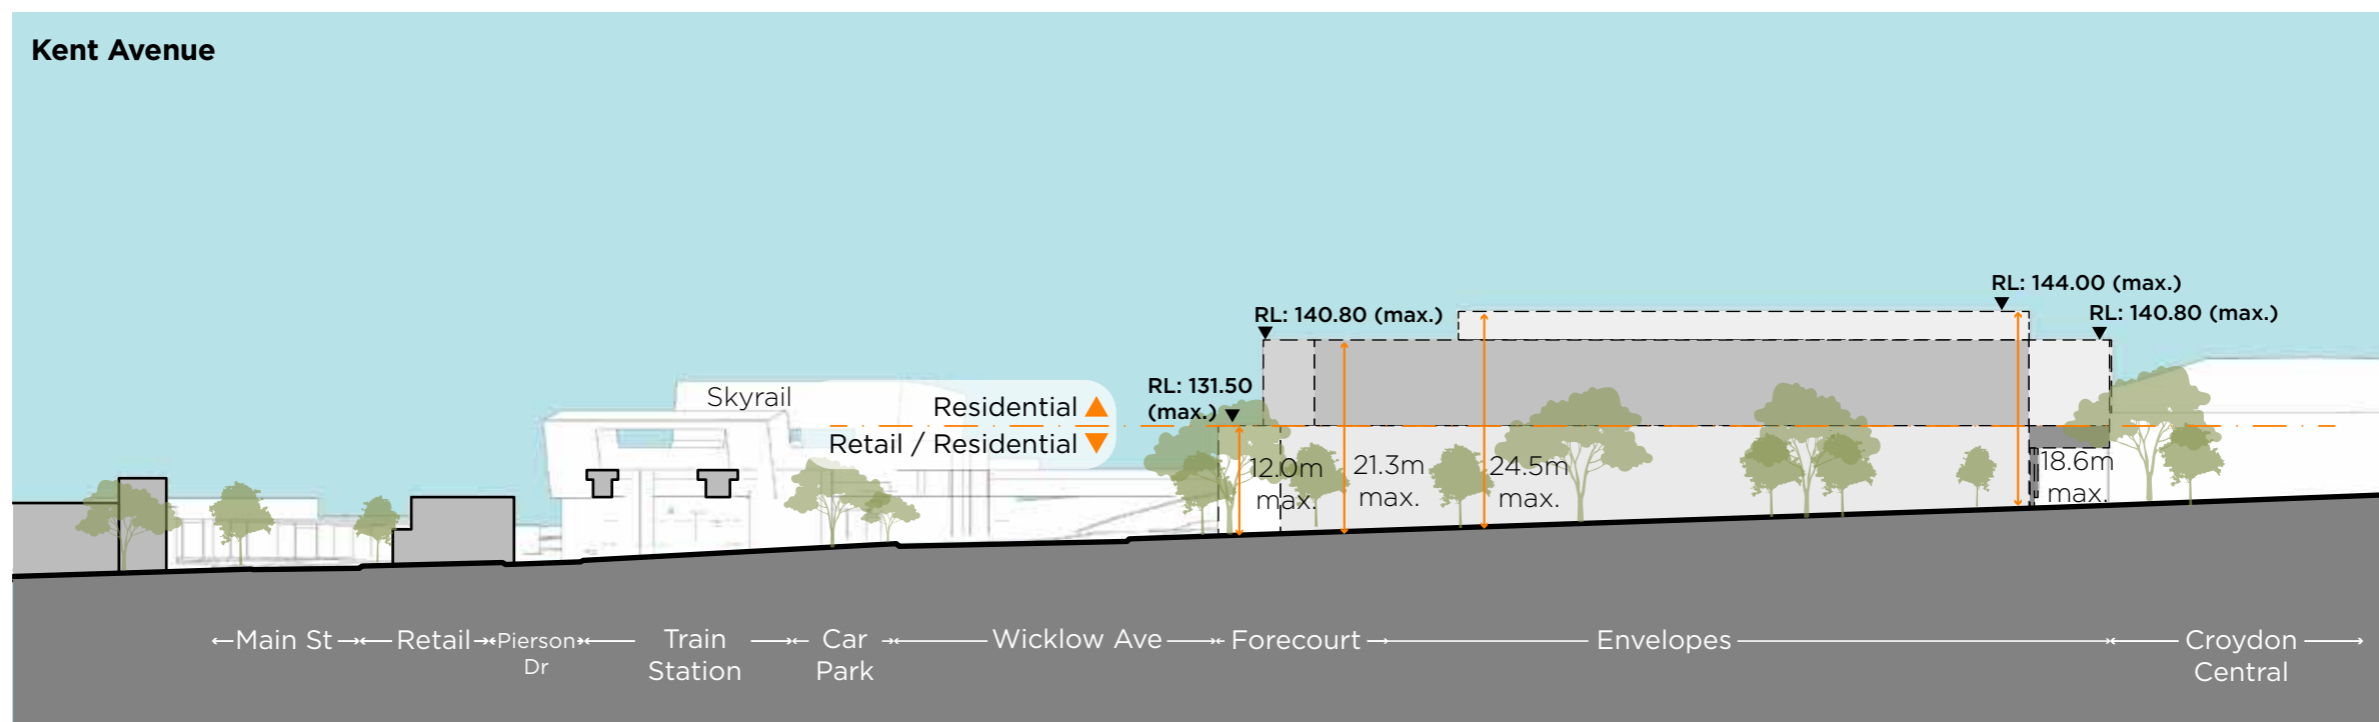 Kent Avenue
RL: 144.00 (max.)
RL: 140.80 (max.)
RL: 140.80 (max.)
RL: 131.50
(max.)
Skyrail
Residential
Retail / Residential
12.0m
max.
21.3m
max.
24.5m
max.
18.6m
max.
Main St
Retail
Pierson
Dr
Train
Station
Car
Park
Wicklow Ave
Forecourt
Envelopes
Croydon
Central